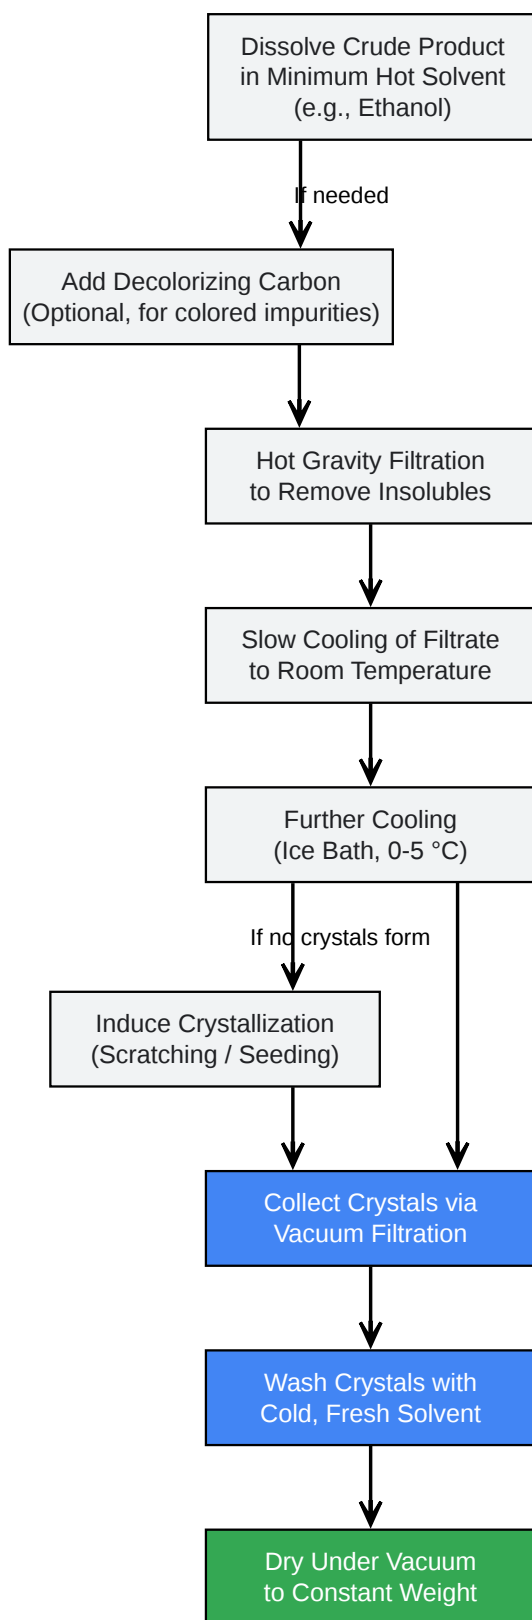 Dissolve Crude Product
in Minimum Hot Solvent
(e.g., Ethanol)
If needed
Add Decolorizing Carbon
(Optional, for colored impurities)
Hot Gravity Filtration
to Remove Insolubles
Slow Cooling of Filtrate
to Room Temperature
Further Cooling
(Ice Bath, 0-5 °C)
If no crystals form
Induce Crystallization
(Scratching / Seeding)
Collect Crystals via
Vacuum Filtration
Wash Crystals with
Cold, Fresh Solvent
Dry Under Vacuum
to Constant Weight